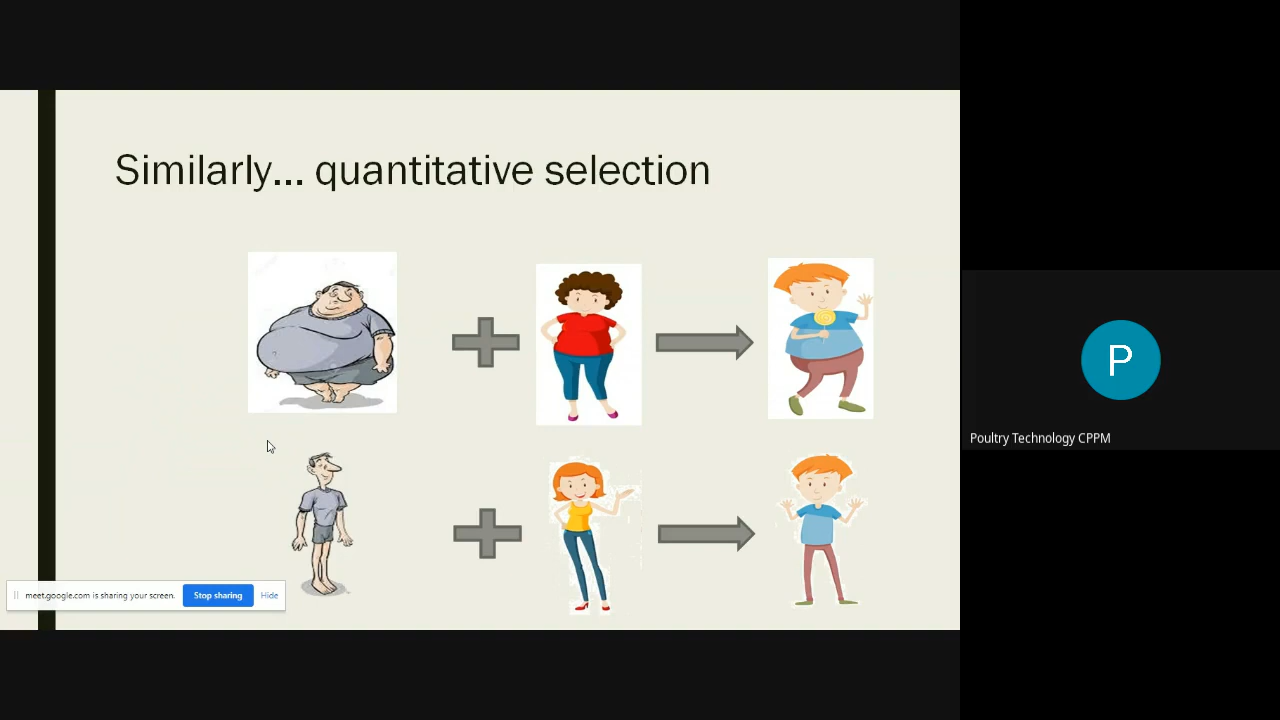 Similarly... quantitative selection
P
Poultry Technology CPPM
meet.google.com is sharing your screen.
Stop sharing
Hide